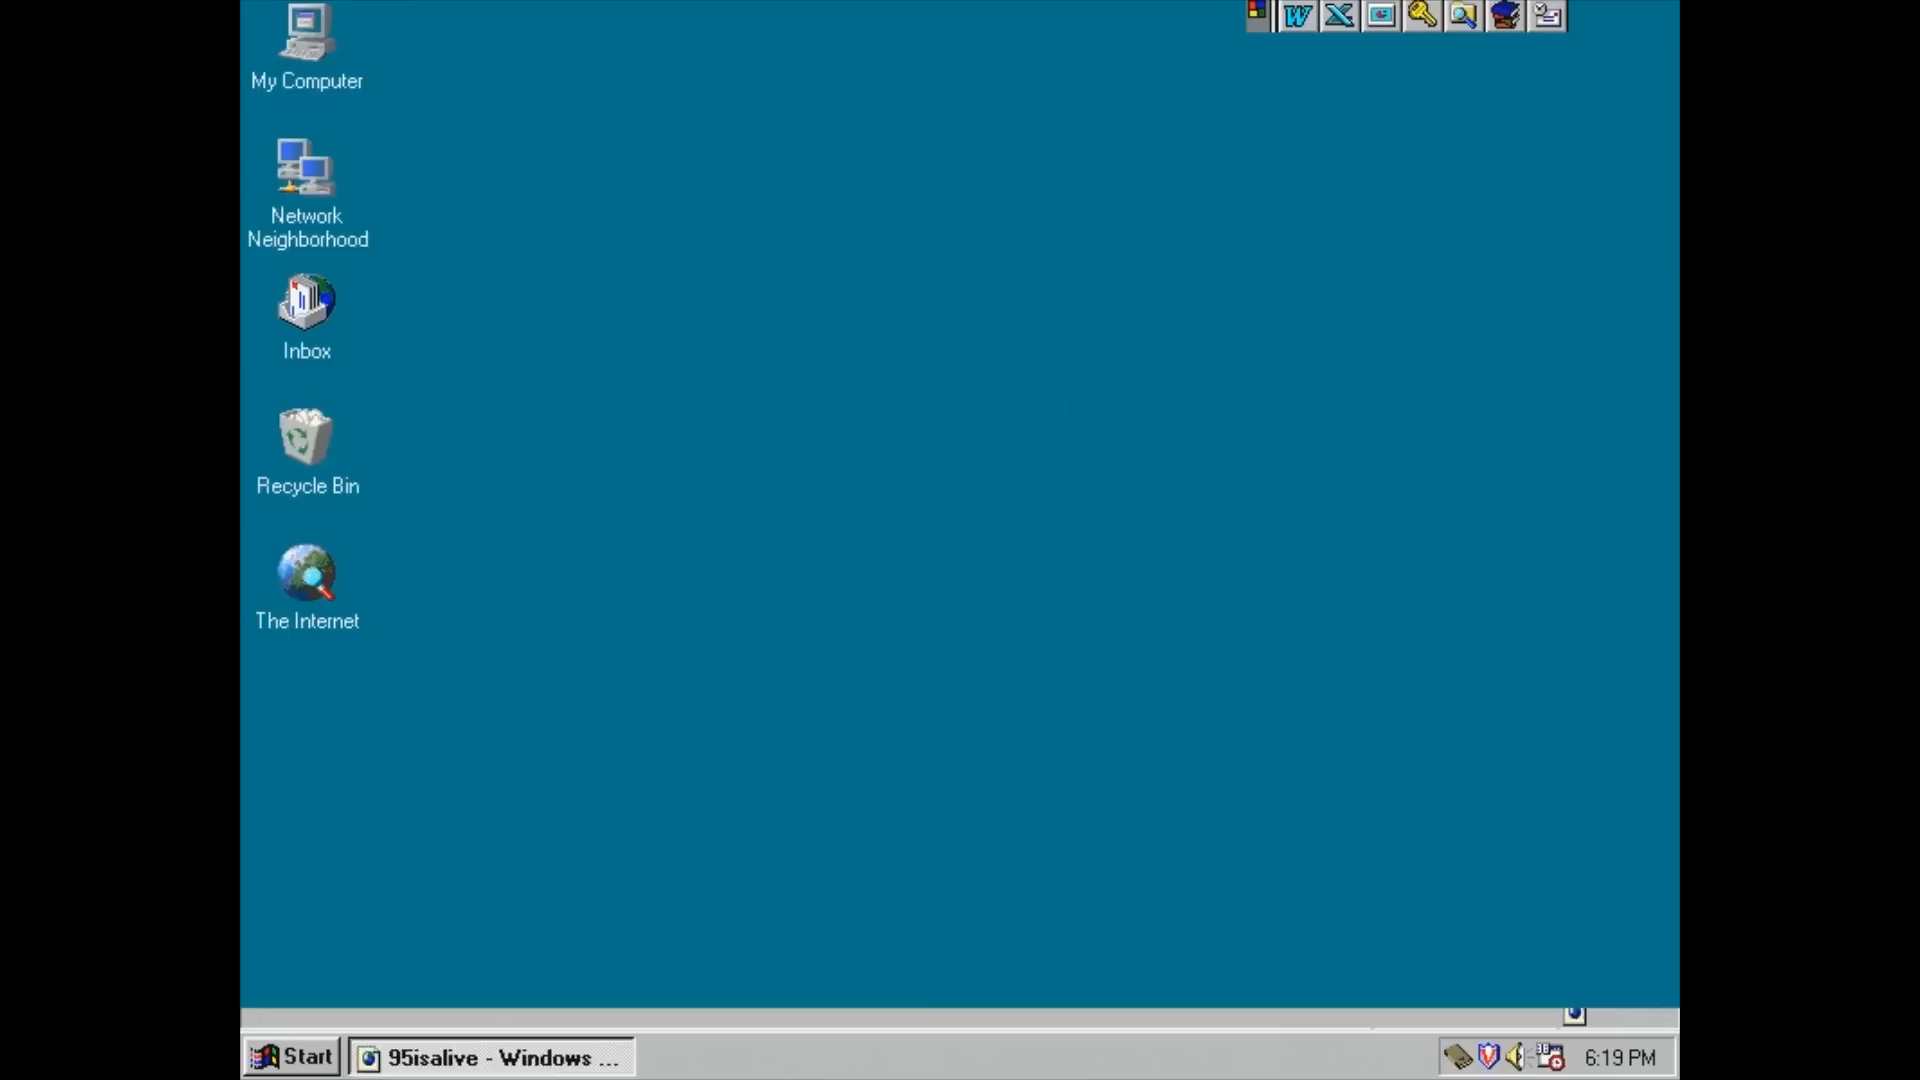 My Computer
Network
Neighborhood
Inbox
Recycle Bin
The Internet
Start
95isalive - Windows ...
6:19 PM